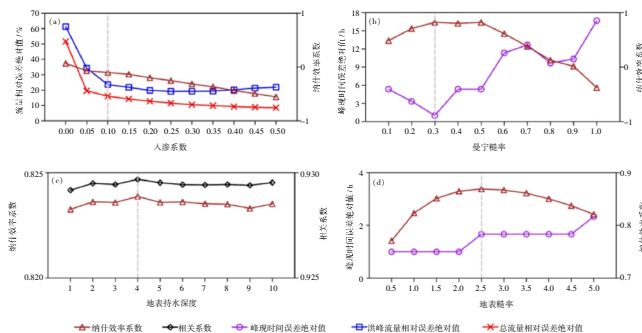 (a)
流量相对误差绝对值/%
70
60
50
40
30
20
10
0
0.00 0.05 0.10 0.15 0.20 0.25 0.30 0.35 0.40 0.45 0.50
入渗系数
1
0
-1
纳什效率系数
(b)
峰现时间误差绝对值/h
18
15
12
9
6
3
0
0.1 0.2 0.3 0.4 0.5 0.6 0.7 0.8 0.9 1.0
曼宁糙率
1
0
-1
纳什效率系数
(c)
纳什效率系数
0.825
0.820
1 2 3 4 5 6 7 8 9 10
地表持水深度
0.930
0.925
相关系数
(d)
峰现时间误差绝对值/h
4
2
0
0.5 1.0 1.5 2.0 2.5 3.0 3.5 4.0 4.5 5.0
地表糙率
0.9
0.8
0.7
纳什效率系数
纳什效率系数 相关系数 峰现时间误差绝对值 洪峰流量相对误差绝对值 总流量相对误差绝对值